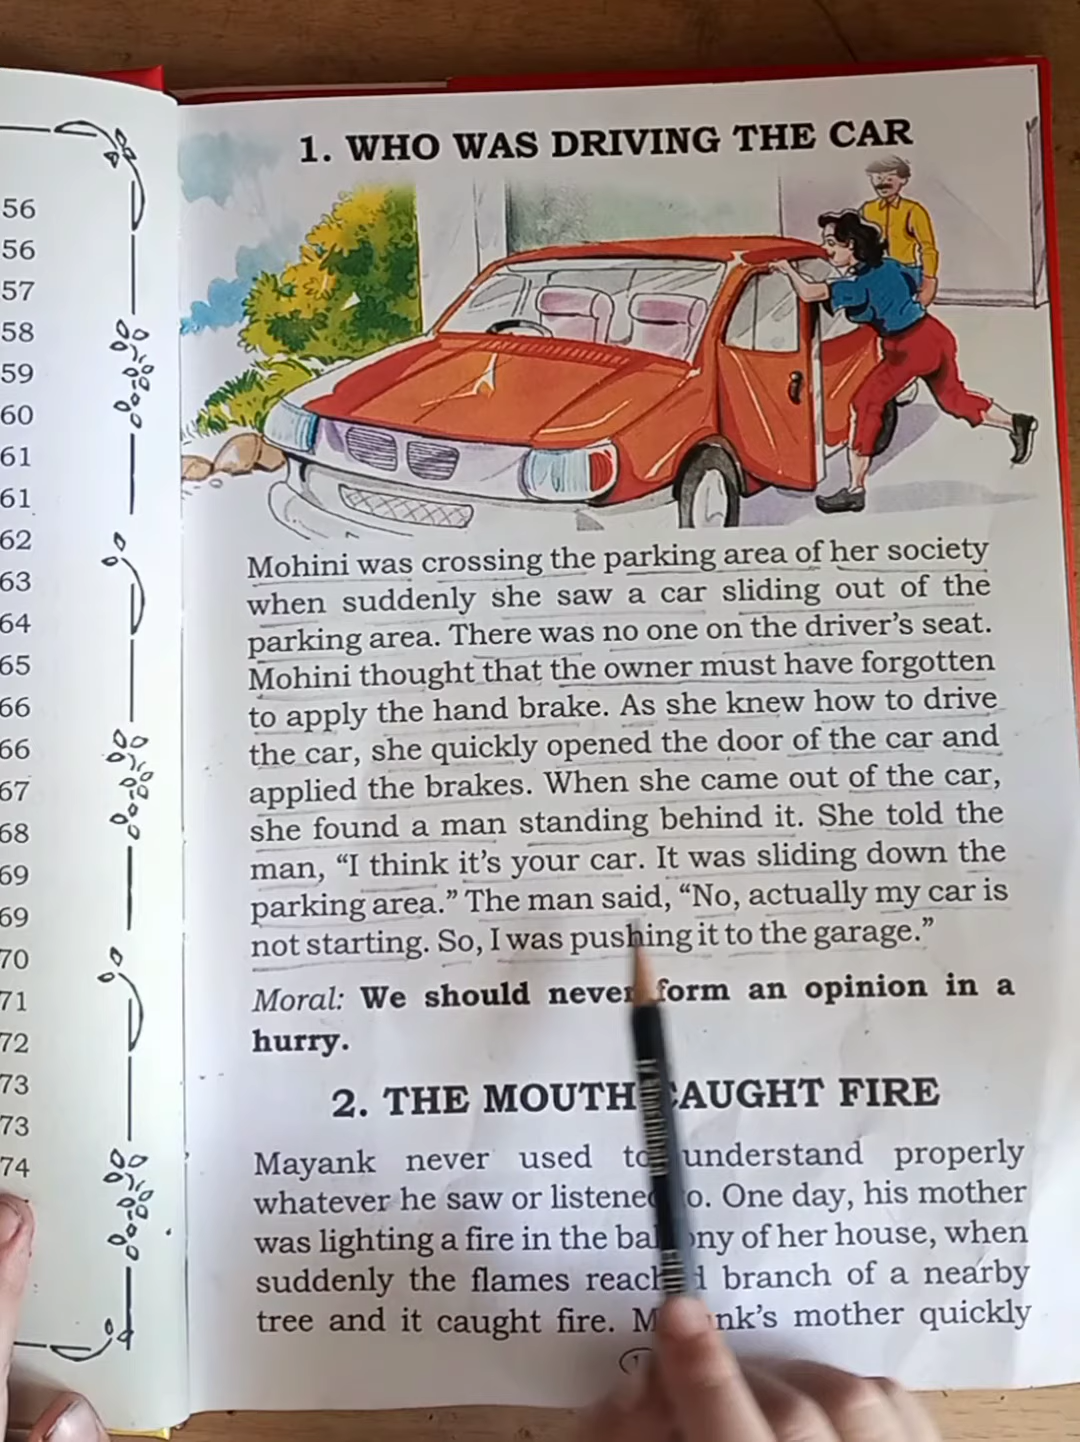 56
56
57
58
59
60
61
61
62
63
64
65
66
66
67
68
69
69
70
71
72
73
73
74
1. WHO WAS DRIVING THE CAR
Mohini was crossing the parking area of her society
when suddenly she saw a car sliding out of the
parking area. There was no one on the driver's seat.
Mohini thought that the owner must have forgotten
to apply the hand brake. As she knew how to drive
the car, she quickly opened the door of the car and
applied the brakes. When she came out of the car,
she found a man standing behind it. She told the
man, “I think it's your car. It was sliding down the
parking area.” The man said, “No, actually my car is
not starting. So, I was pushing it to the garage.”
Moral: We should never form an opinion in a
hurry.
2. THE MOUTH CAUGHT FIRE
Mayank never used to understand properly
whatever he saw or listened to. One day, his mother
was lighting a fire in the balcony of her house, when
suddenly the flames reached branch of a nearby
tree and it caught fire. Mayank's mother quickly
1